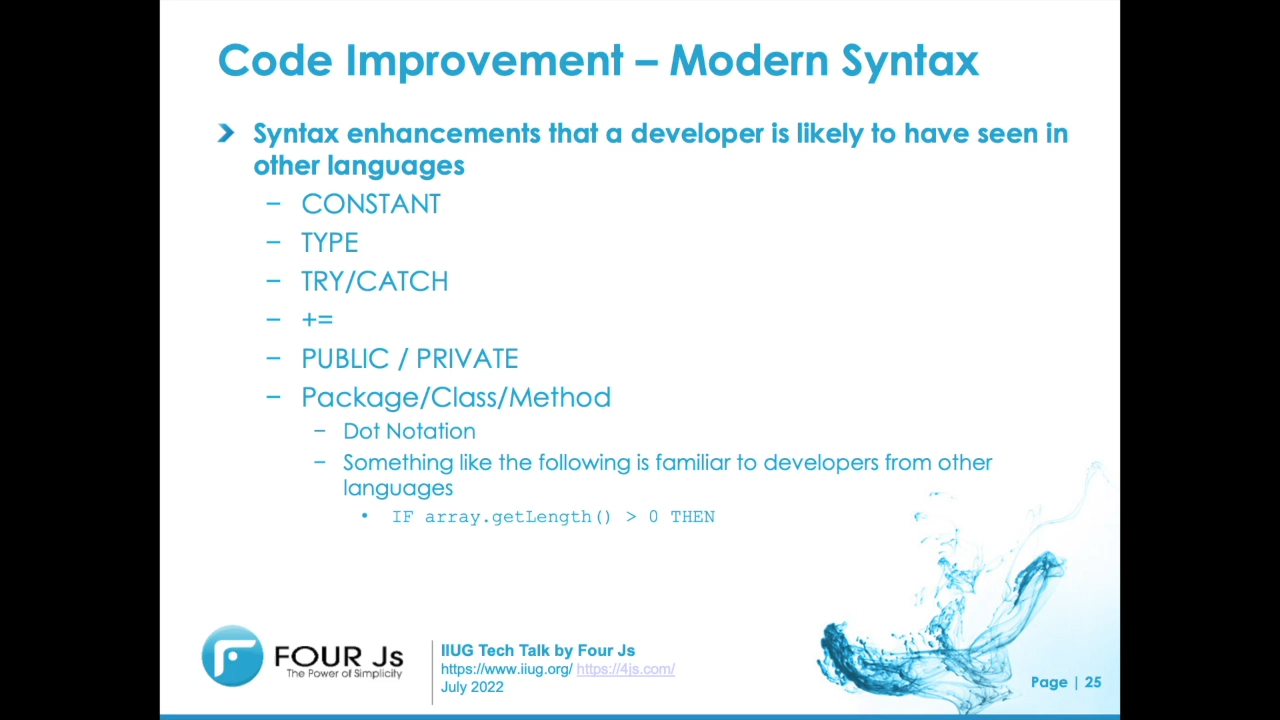 Code Improvement – Modern Syntax
Syntax enhancements that a developer is likely to have seen in
other languages
– CONSTANT
– TYPE
– TRY/CATCH
– +=
– PUBLIC / PRIVATE
– Package/Class/Method
– Dot Notation
– Something like the following is familiar to developers from other
languages
• IF array.getLength() > 0 THEN
FOUR Js
The Power of Simplicity
IIUG Tech Talk by Four Js
https://www.iiug.org/ https://4js.com/
July 2022
Page | 25